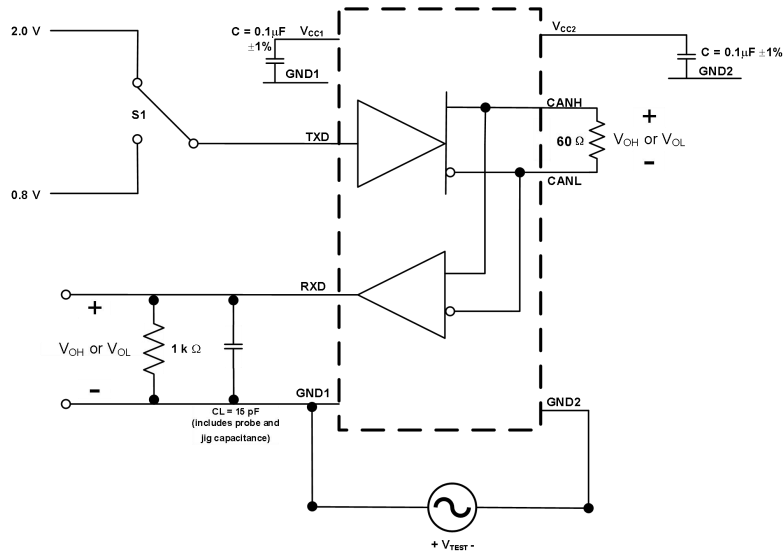 2.0 V
C = 0.1µF
±1%
VCC1
GND1
VCC2
C = 0.1µF ±1%
GND2
S1
TXD
CANH
+
60 Ω
VOH or VOL
-
CANL
0.8 V
RXD
+
VOH or VOL
1 k Ω
-
GND1
CL = 15 pF
(includes probe and
jig capacitance)
GND2
+ VTEST -